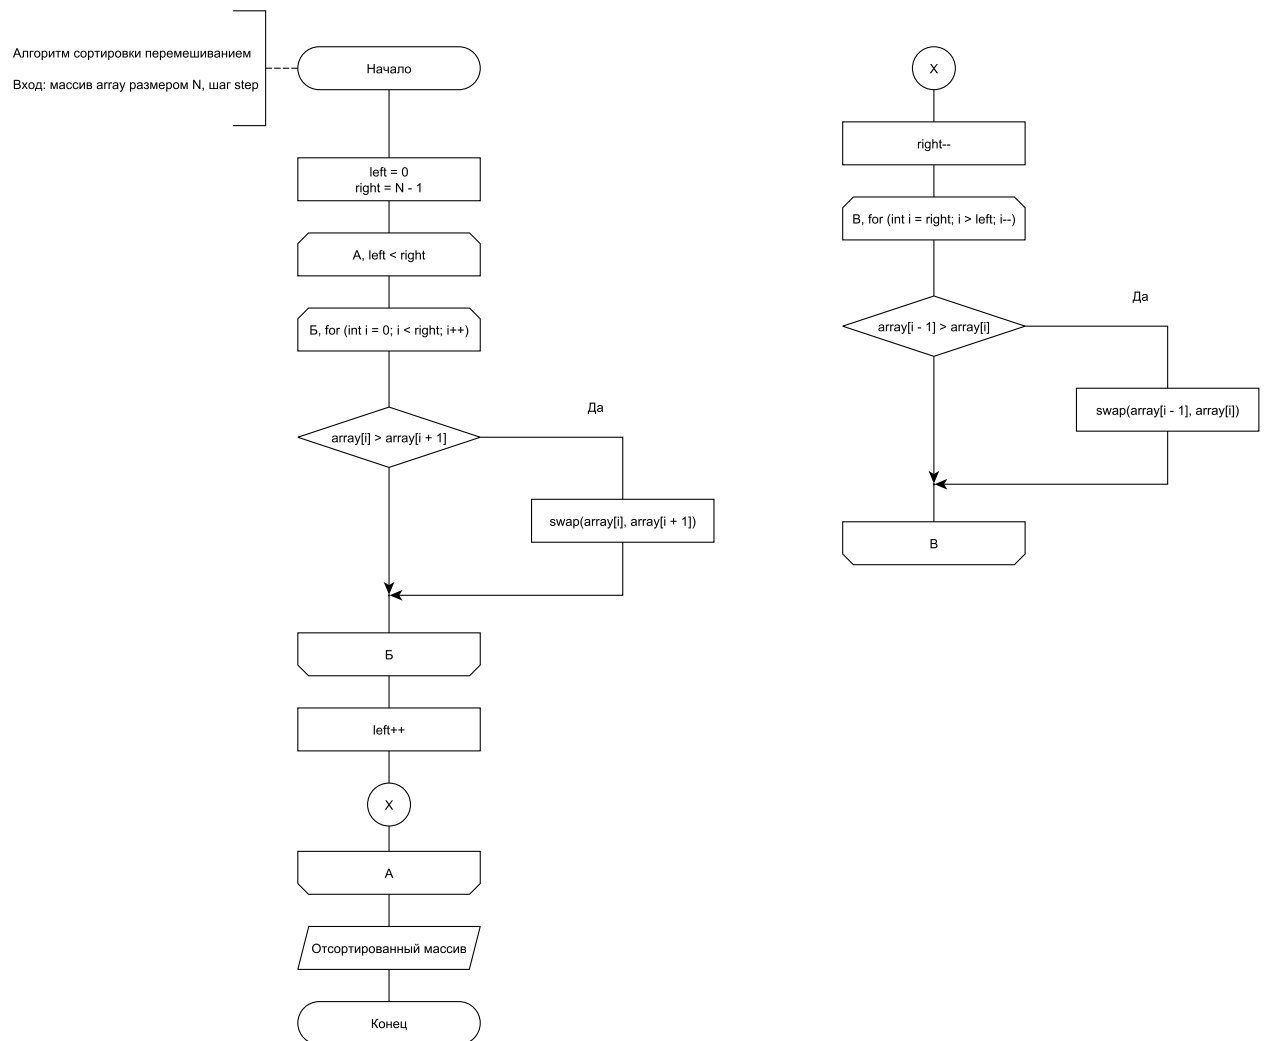 Алгоритм сортировки перемешиванием
Вход: массив array размером N, шаг step
Начало
left = 0
right = N - 1
А, left < right
Б, for (int i = 0; i < right; i++)
array[i] > array[i + 1]
Да
swap(array[i], array[i + 1])
Б
left++
X
А
Отсортированный массив
Конец
X
right--
В, for (int i = right; i > left; i--)
array[i - 1] > array[i]
Да
swap(array[i - 1], array[i])
В